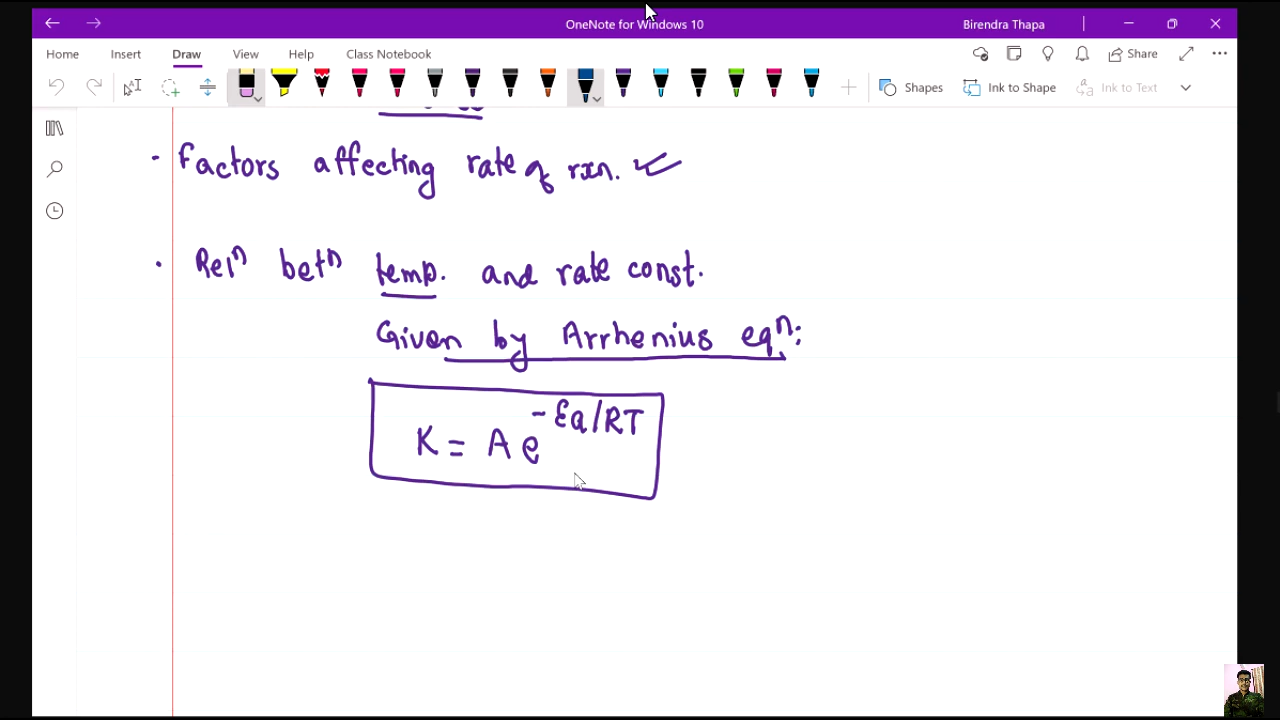 OneNote for Windows 10
Birendra Thapa
Home Insert Draw View Help Class Notebook
Share
Shapes Ink to Shape Ink to Text
· Factors affecting rate of rxn.
· Relⁿ betⁿ temp. and rate const.
Given by Arrhenius eqⁿ:
K = A e^-Ea/RT